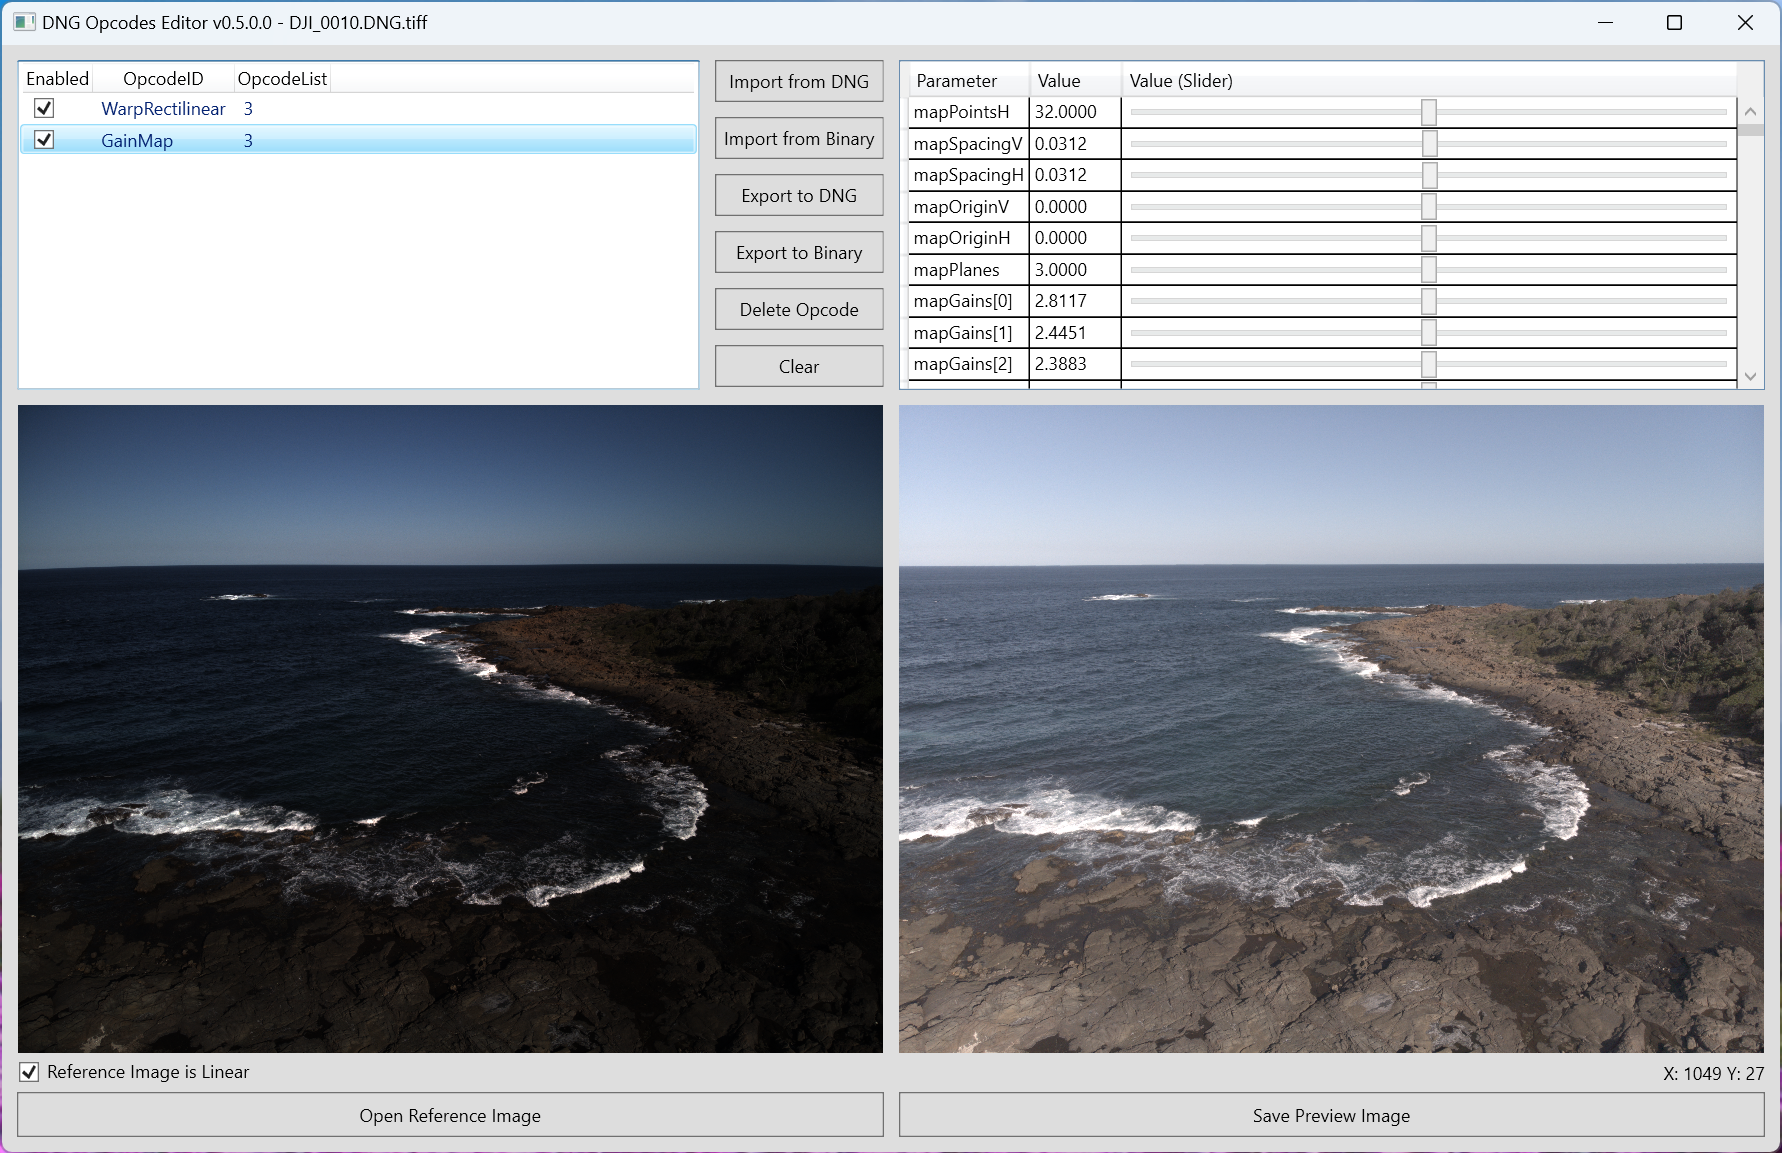 DNG Opcodes Editor v0.5.0.0 - DJI_0010.DNG.tiff
Enabled OpcodeID OpcodeList
WarpRectilinear 3
GainMap 3
Import from DNG
Import from Binary
Export to DNG
Export to Binary
Delete Opcode
Clear
Parameter Value Value (Slider)
mapPointsH 32.0000
mapSpacingV 0.0312
mapSpacingH 0.0312
mapOriginV 0.0000
mapOriginH 0.0000
mapPlanes 3.0000
mapGains[0] 2.8117
mapGains[1] 2.4451
mapGains[2] 2.3883
Reference Image is Linear
X: 1049 Y: 27
Open Reference Image
Save Preview Image